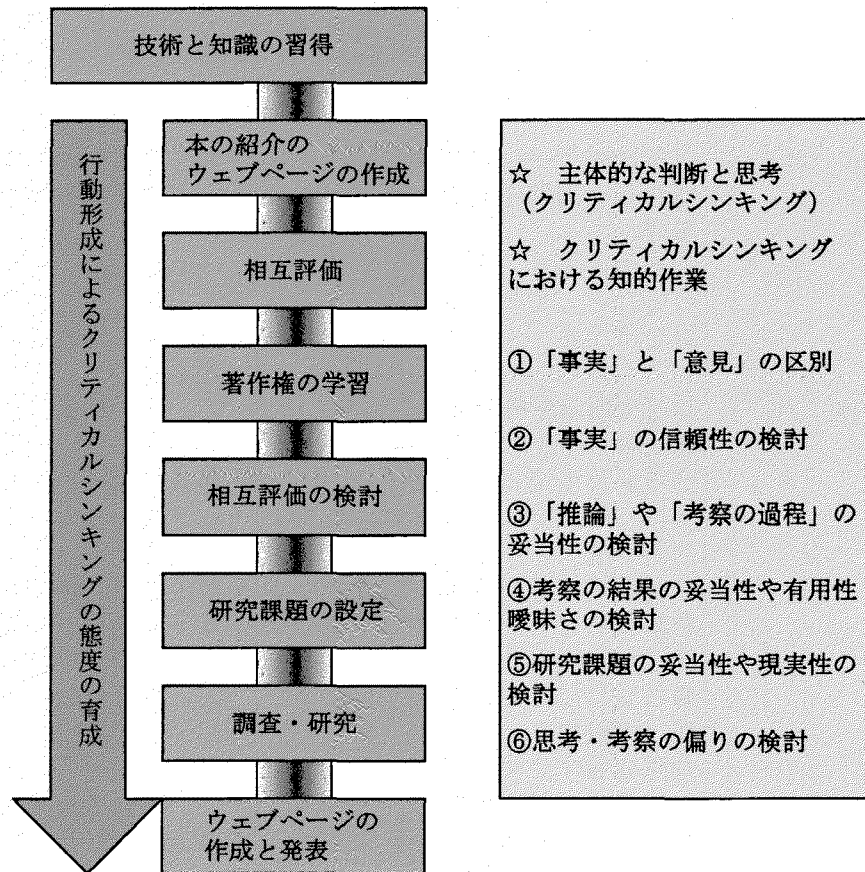 技術と知識の習得
行動形成によるクリティカルシンキングの態度の育成
本の紹介の
ウェブページの作成
相互評価
著作権の学習
相互評価の検討
研究課題の設定
調査・研究
ウェブページの
作成と発表
☆　主体的な判断と思考
（クリティカルシンキング）
☆　クリティカルシンキング
における知的作業
①「事実」と「意見」の区別
②「事実」の信頼性の検討
③「推論」や「考察の過程」の
妥当性の検討
④考察の結果の妥当性や有用性
曖昧さの検討
⑤研究課題の妥当性や現実性の
検討
⑥思考・考察の偏りの検討